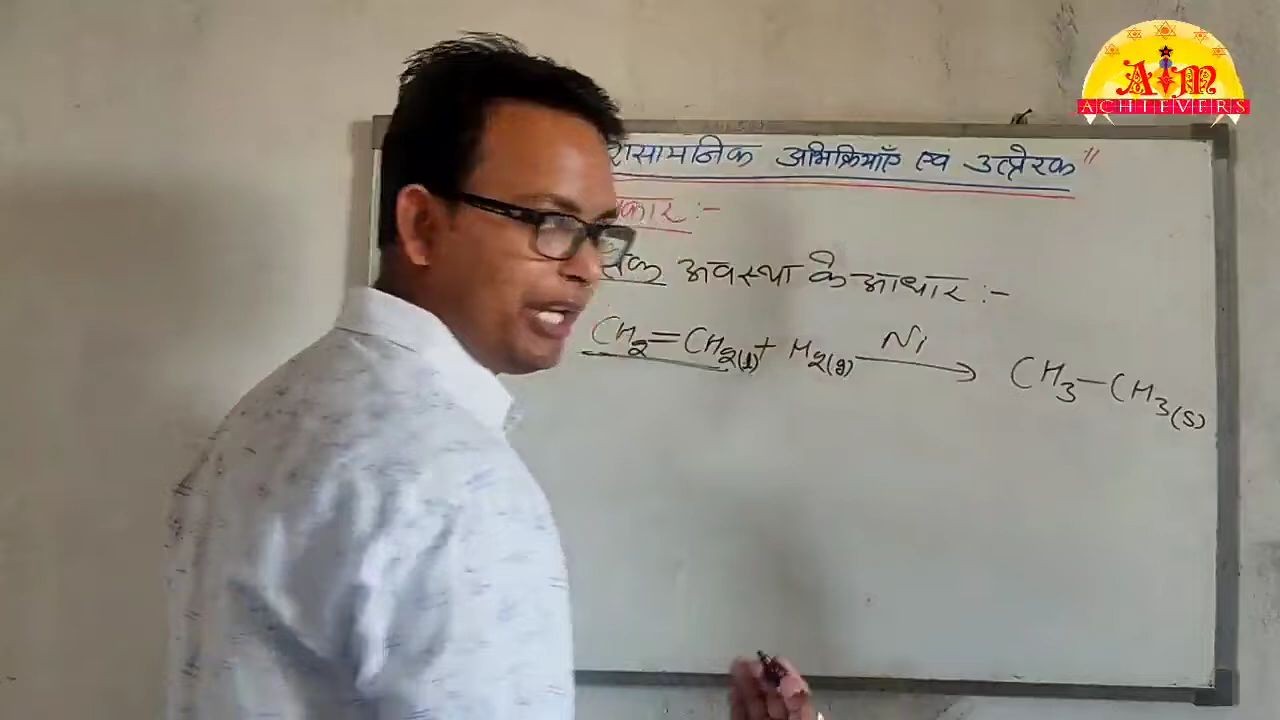 AIM
ACHIEVERS
रासायनिक अभिक्रियाएँ एवं उत्प्रेरक "
कार :-
अवस्था के आधार :-
CH2=CH2(l) + H2(g) Ni → CH3-CH3(s)